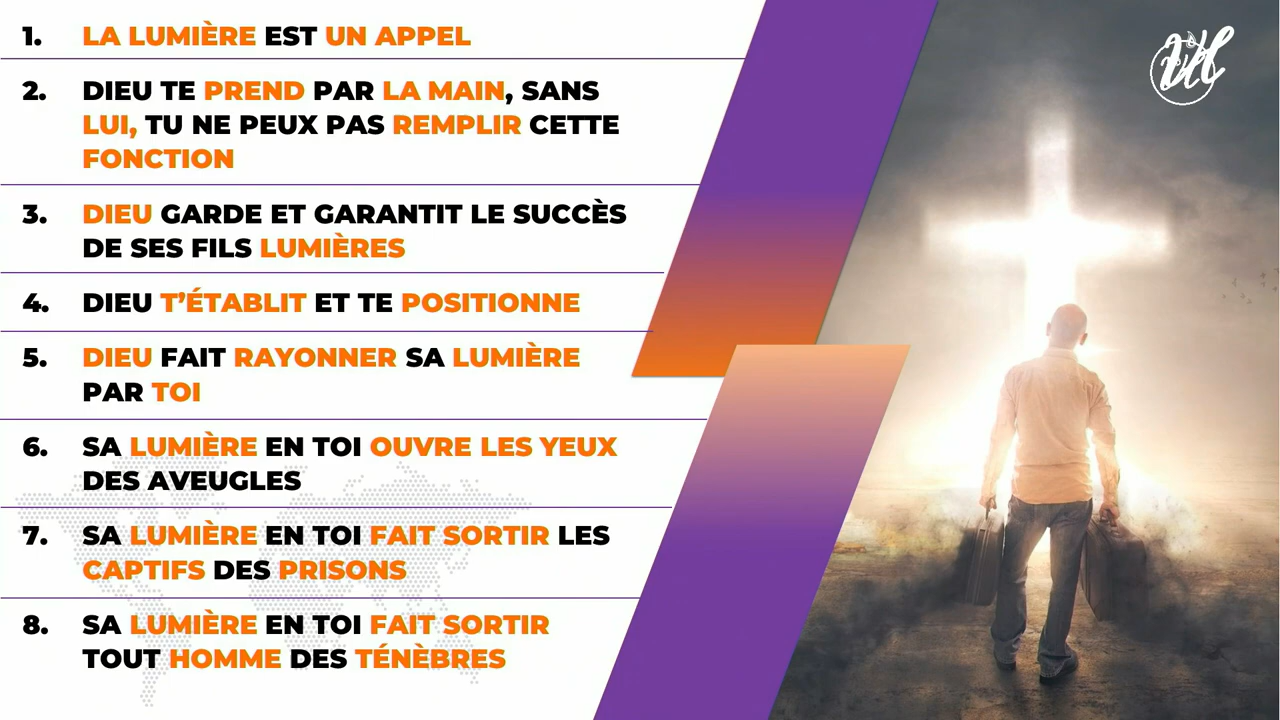 1. LA LUMIÈRE EST UN APPEL
2. DIEU TE PREND PAR LA MAIN, SANS
LUI, TU NE PEUX PAS REMPLIR CETTE
FONCTION
3. DIEU GARDE ET GARANTIT LE SUCCÈS
DE SES FILS LUMIÈRES
4. DIEU T'ÉTABLIT ET TE POSITIONNE
5. DIEU FAIT RAYONNER SA LUMIÈRE
PAR TOI
6. SA LUMIÈRE EN TOI OUVRE LES YEUX
DES AVEUGLES
7. SA LUMIÈRE EN TOI FAIT SORTIR LES
CAPTIFS DES PRISONS
8. SA LUMIÈRE EN TOI FAIT SORTIR
TOUT HOMME DES TÉNÈBRES